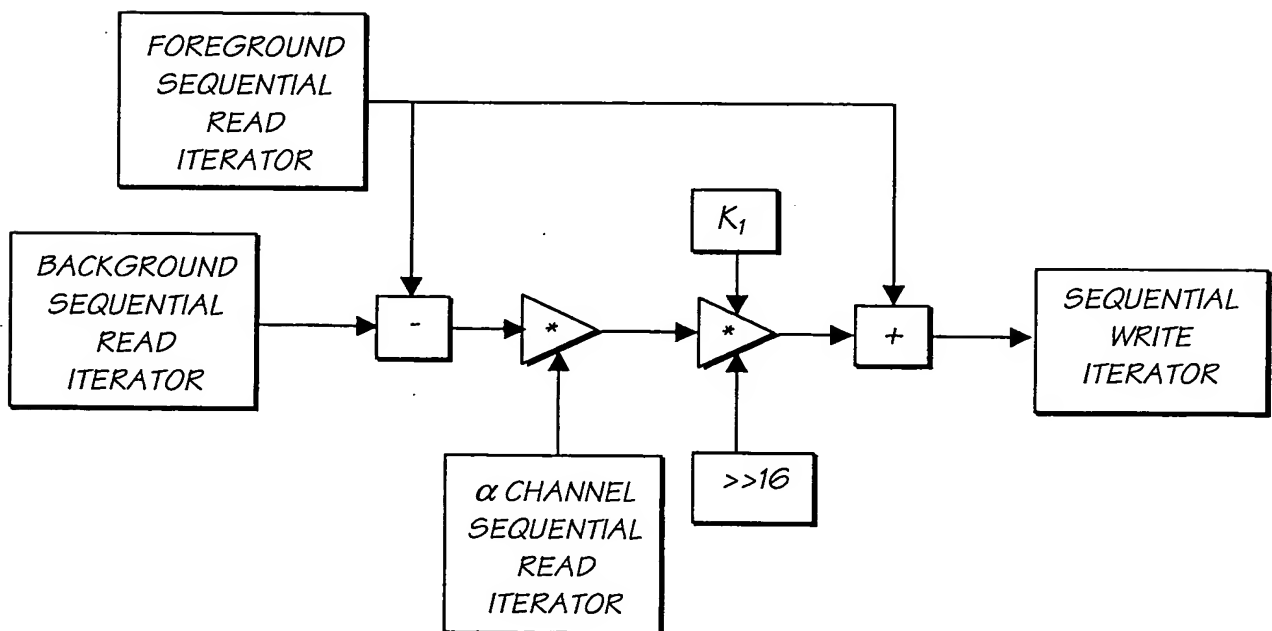 FOREGROUND
SEQUENTIAL
READ
ITERATOR
K₁
BACKGROUND
SEQUENTIAL
READ
ITERATOR
-
*
*
+
SEQUENTIAL
WRITE
ITERATOR
α CHANNEL
SEQUENTIAL
READ
ITERATOR
>>16